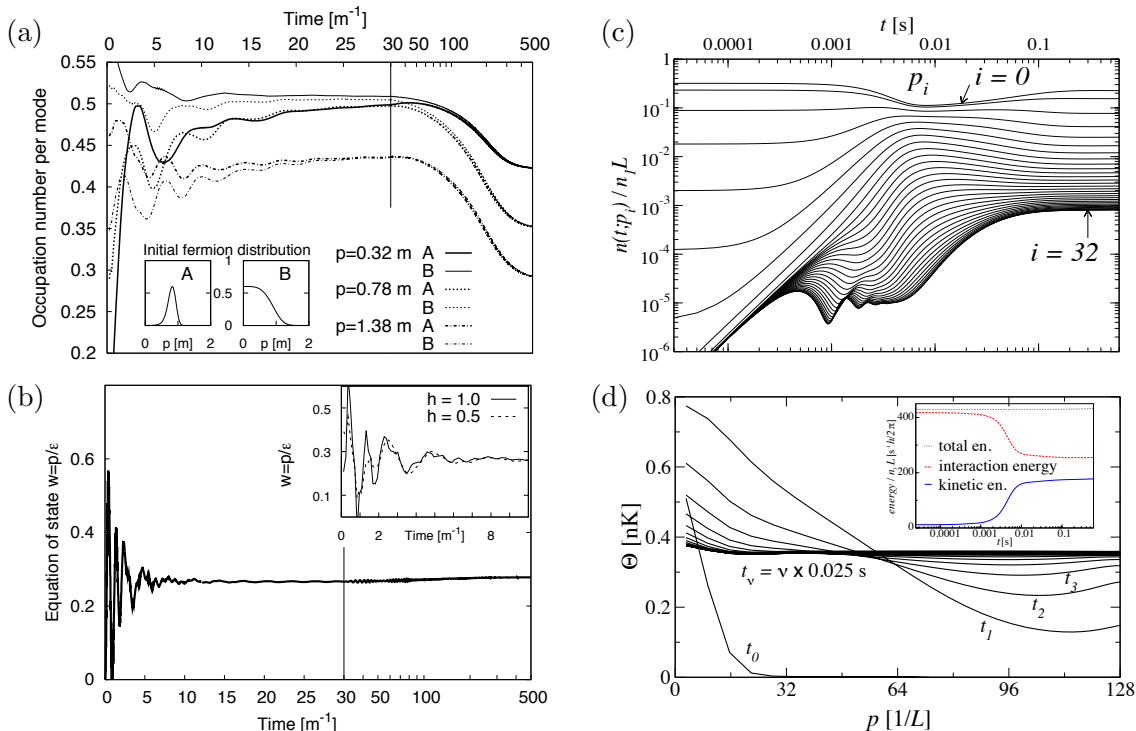 (a)
Time [m⁻¹]
0 5 10 15 20 25 30 50 100 500
0.55
0.5
0.45
0.4
0.35
0.3
0.25
0.2
Occupation number per mode
Initial fermion distribution
A
B
1
0.5
0
0 2
p [m]
0 2
p [m]
p=0.32 m A
B
p=0.78 m A
B
p=1.38 m A
B
(b)
Equation of state w=p/ε
0.6
0.4
0.2
0
0 5 10 15 20 25 30 50 100 500
Time [m⁻¹]
w=p/ε
0.5
0.3
0.1
h = 1.0
h = 0.5
0 2 Time [m⁻¹] 8
(c)
t [s]
0.0001 0.001 0.01 0.1
1
10⁻¹
10⁻²
10⁻³
10⁻⁴
10⁻⁵
10⁻⁶
n(t;pᵢ) / n₁L
pᵢ i = 0
i = 32
(d)
Θ [nK]
0.8
0.6
0.4
0.2
0
0 32 64 96 128
p [1/L]
t_ν = ν x 0.025 s
t₀
t₁
t₂
t₃
energy / n₁ L [s⁻¹h/2π]
400
200
0
total en.
interaction energy
kinetic en.
0.0001 0.001 0.01 0.1
t[s]